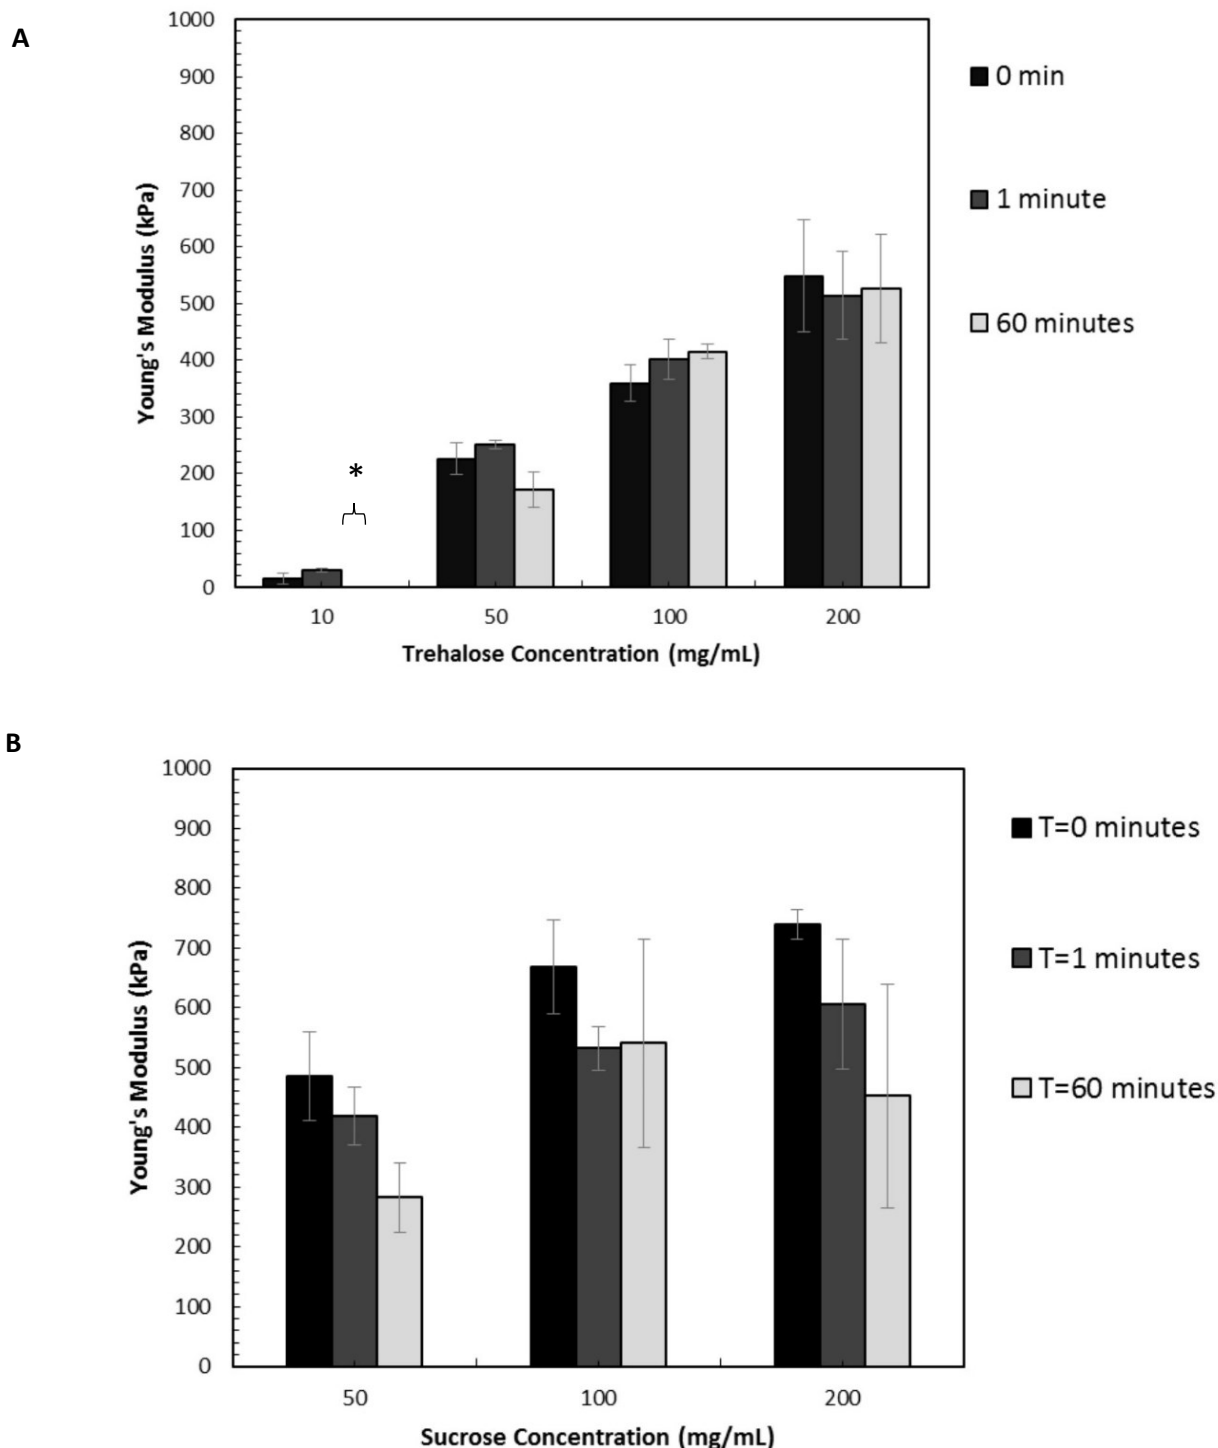 A
1000
900
800
700
600
500
400
300
200
100
0
Young's Modulus (kPa)
*
10 50 100 200
Trehalose Concentration (mg/mL)
0 min
1 minute
60 minutes
B
1000
900
800
700
600
500
400
300
200
100
0
Young's Modulus (kPa)
50 100 200
Sucrose Concentration (mg/mL)
T=0 minutes
T=1 minutes
T=60 minutes